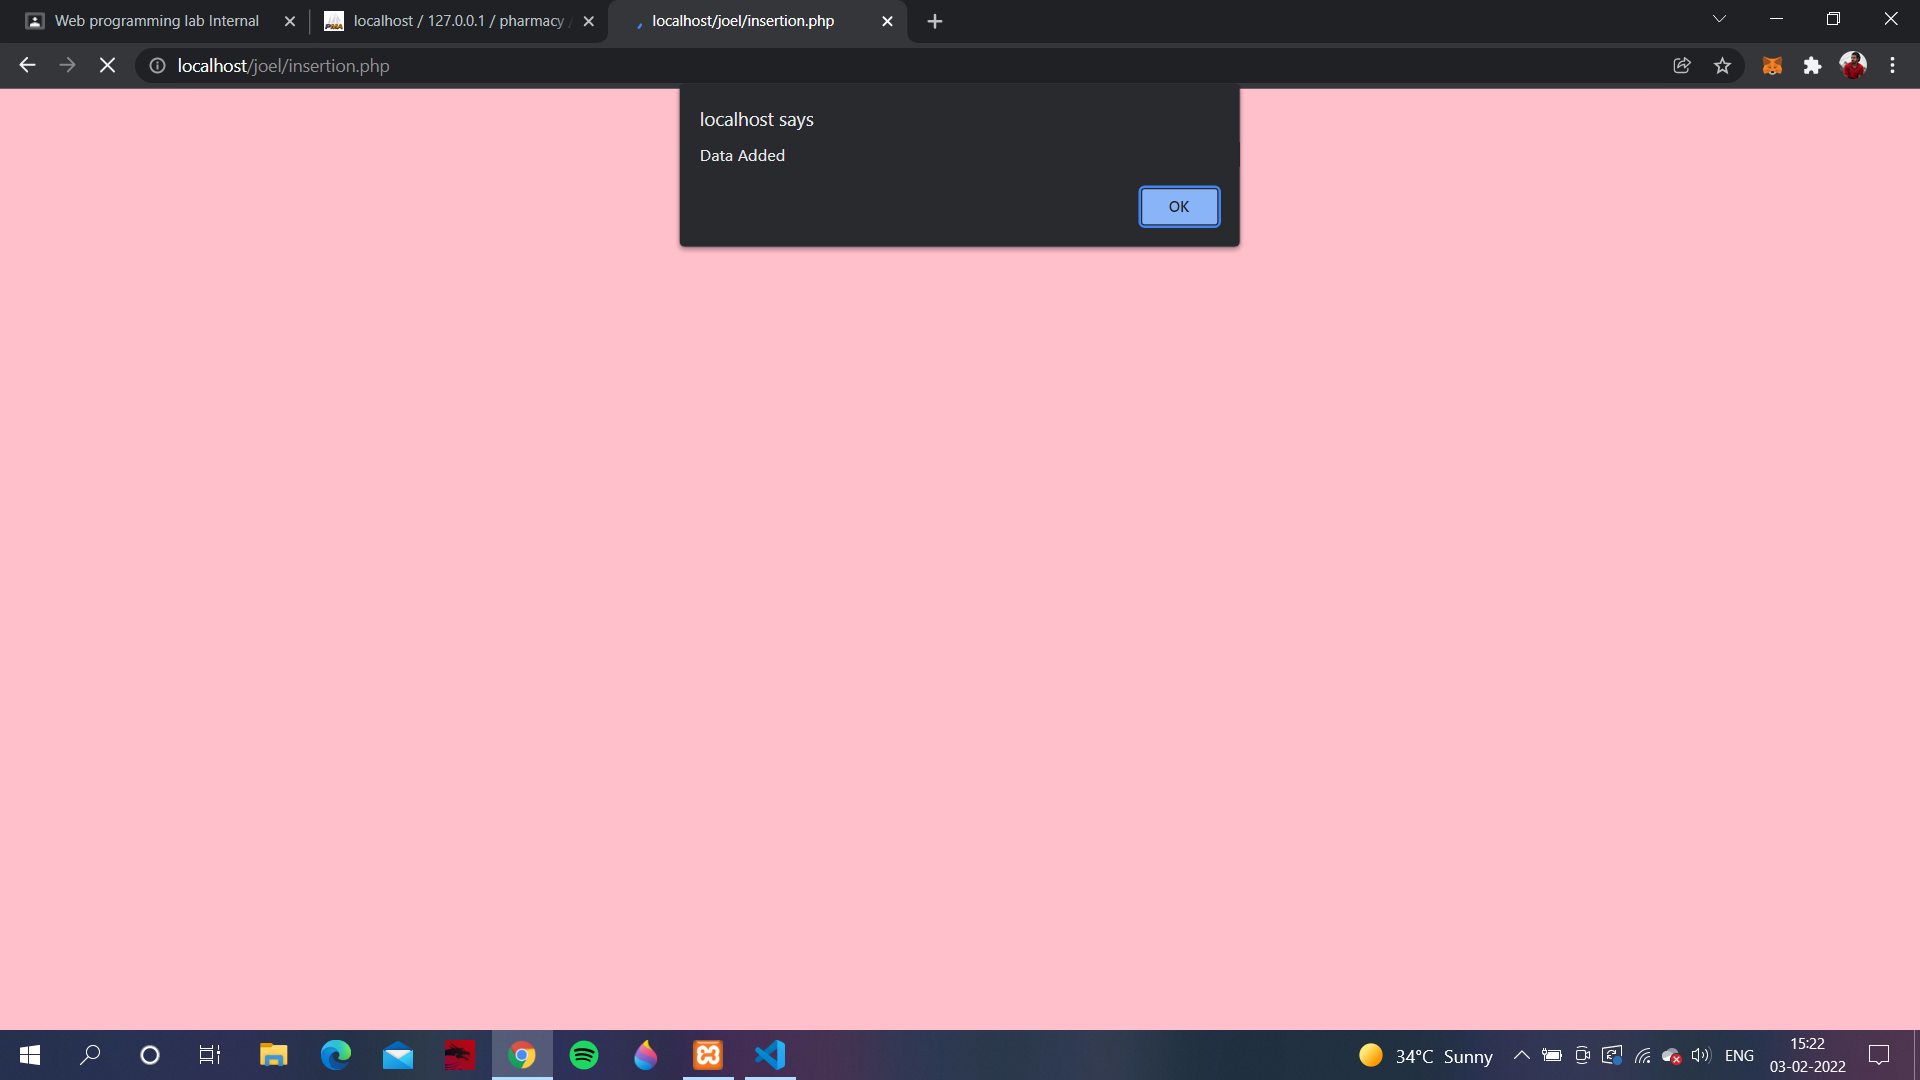 Web programming lab Internal
localhost / 127.0.0.1 / pharmacy
localhost/joel/insertion.php
localhost/joel/insertion.php
localhost says
Data Added
OK
34°C Sunny
ENG
15:22
03-02-2022